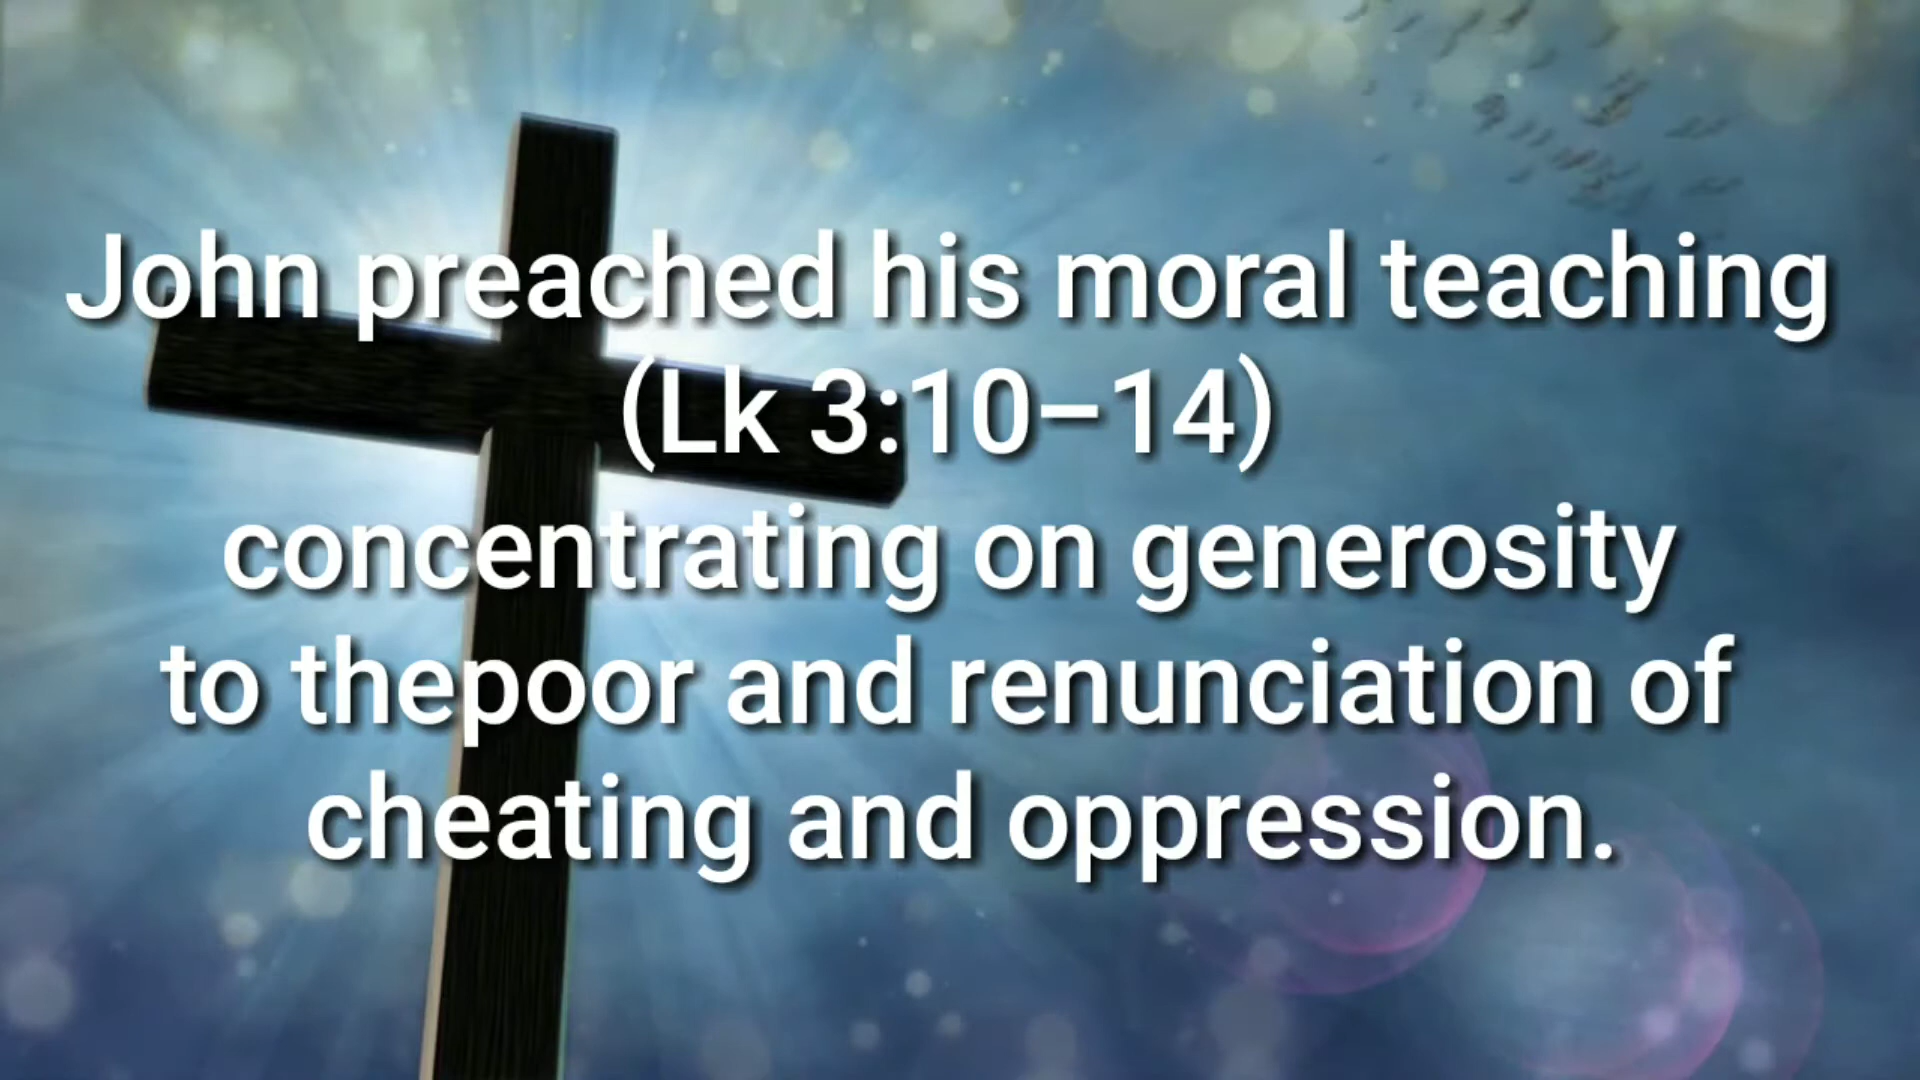 John preached his moral teaching
(Lk 3:10–14)
concentrating on generosity
to thepoor and renunciation of
cheating and oppression.